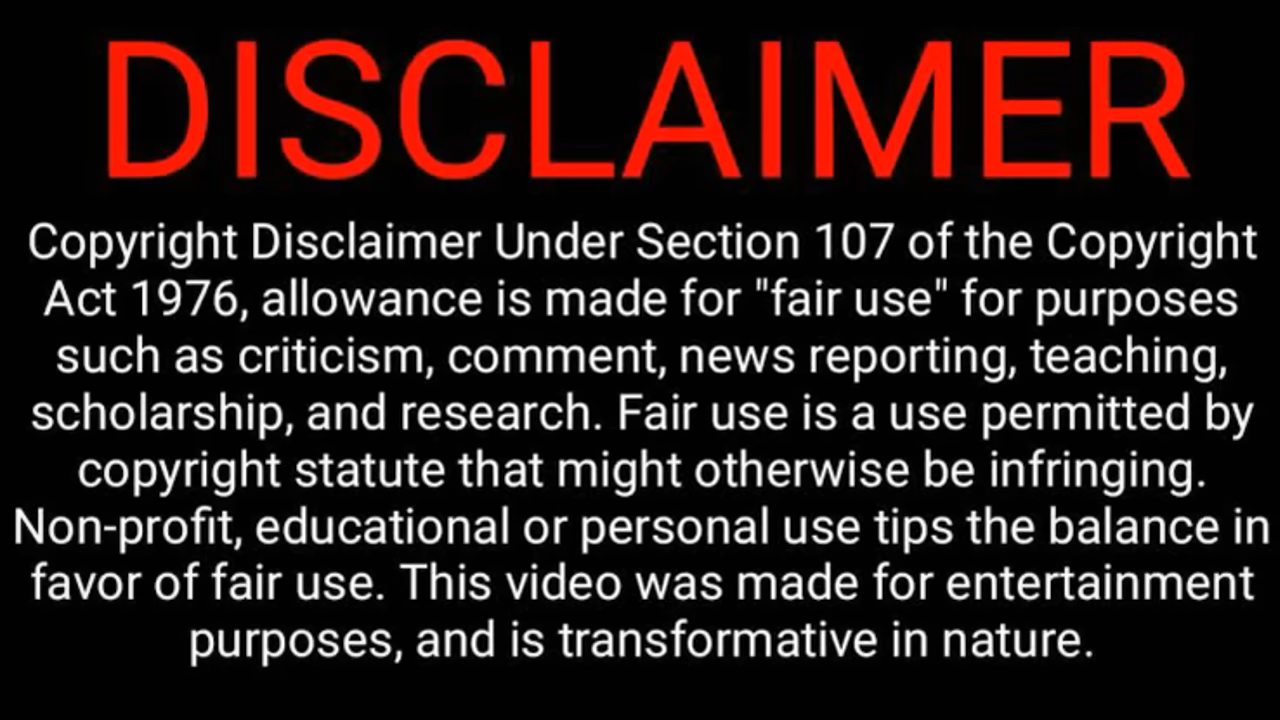 DISCLAIMER
Copyright Disclaimer Under Section 107 of the Copyright
Act 1976, allowance is made for "fair use" for purposes
such as criticism, comment, news reporting, teaching,
scholarship, and research. Fair use is a use permitted by
copyright statute that might otherwise be infringing.
Non-profit, educational or personal use tips the balance in
favor of fair use. This video was made for entertainment
purposes, and is transformative in nature.